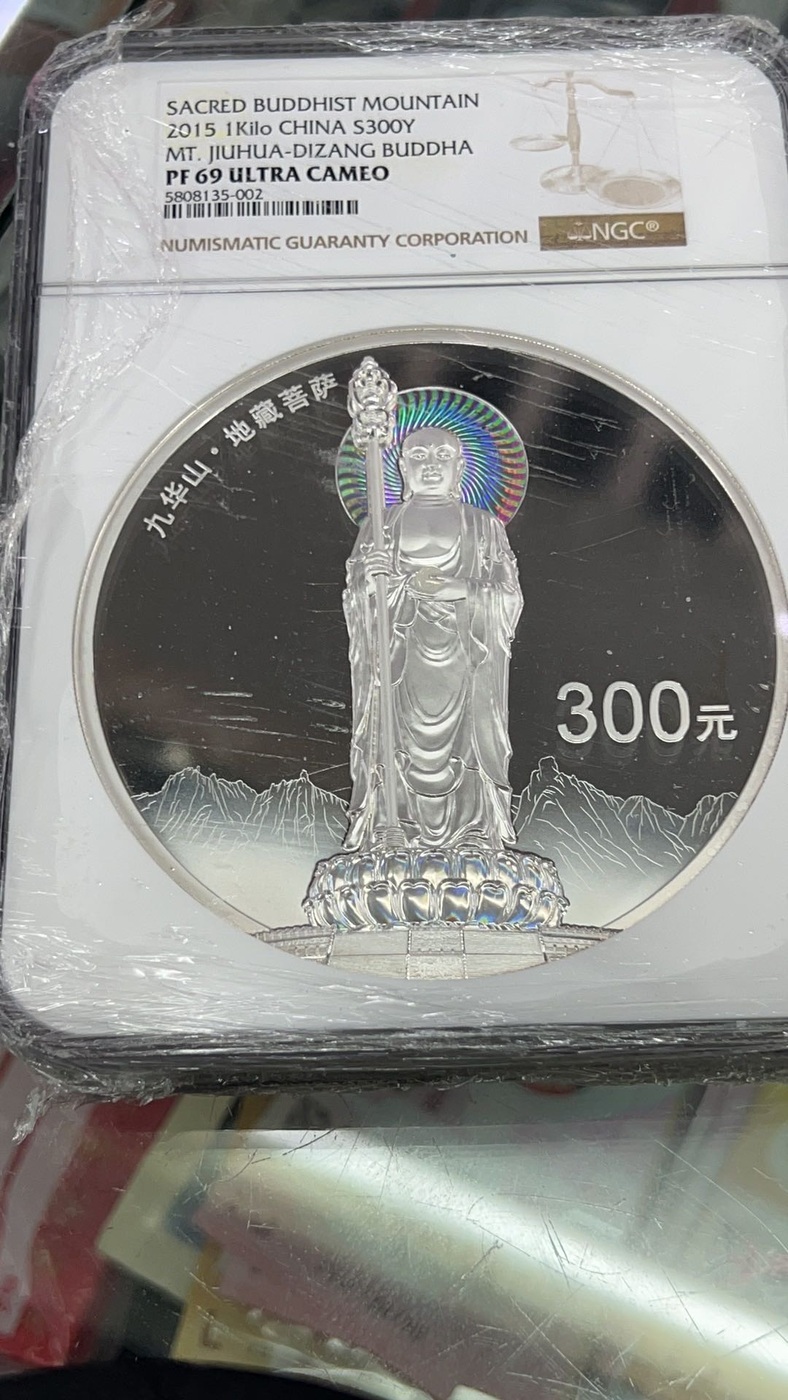 SACRED BUDDHIST MOUNTAIN
2015 1Kilo CHINA S300Y
MT. JIUHUA-DIZANG BUDDHA
PF 69 ULTRA CAMEO
5808135-002
NUMISMATIC GUARANTY CORPORATION
NGC®
九华山·地藏菩萨
300元